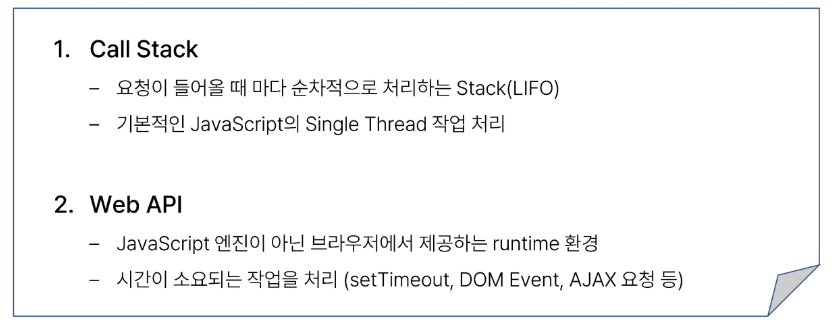 1. Call Stack
– 요청이 들어올 때 마다 순차적으로 처리하는 Stack(LIFO)
– 기본적인 JavaScript의 Single Thread 작업 처리
2. Web API
– JavaScript 엔진이 아닌 브라우저에서 제공하는 runtime 환경
– 시간이 소요되는 작업을 처리 (setTimeout, DOM Event, AJAX 요청 등)